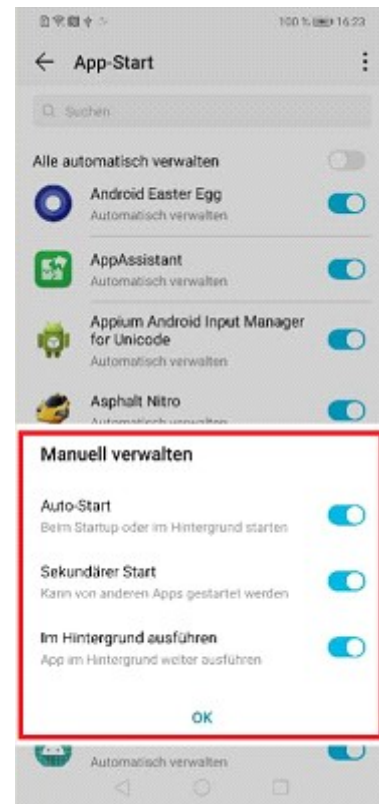 100 % 16:23
App-Start
Suchen
Alle automatisch verwalten
Android Easter Egg
Automatisch verwalten
AppAssistant
Automatisch verwalten
Appium Android Input Manager
for Unicode
Automatisch verwalten
Asphalt Nitro
Automatisch verwalten
Manuell verwalten
Auto-Start
Beim Startup oder im Hintergrund starten
Sekundärer Start
Kann von anderen Apps gestartet werden
Im Hintergrund ausführen
App im Hintergrund weiter ausführen
OK
Automatisch verwalten